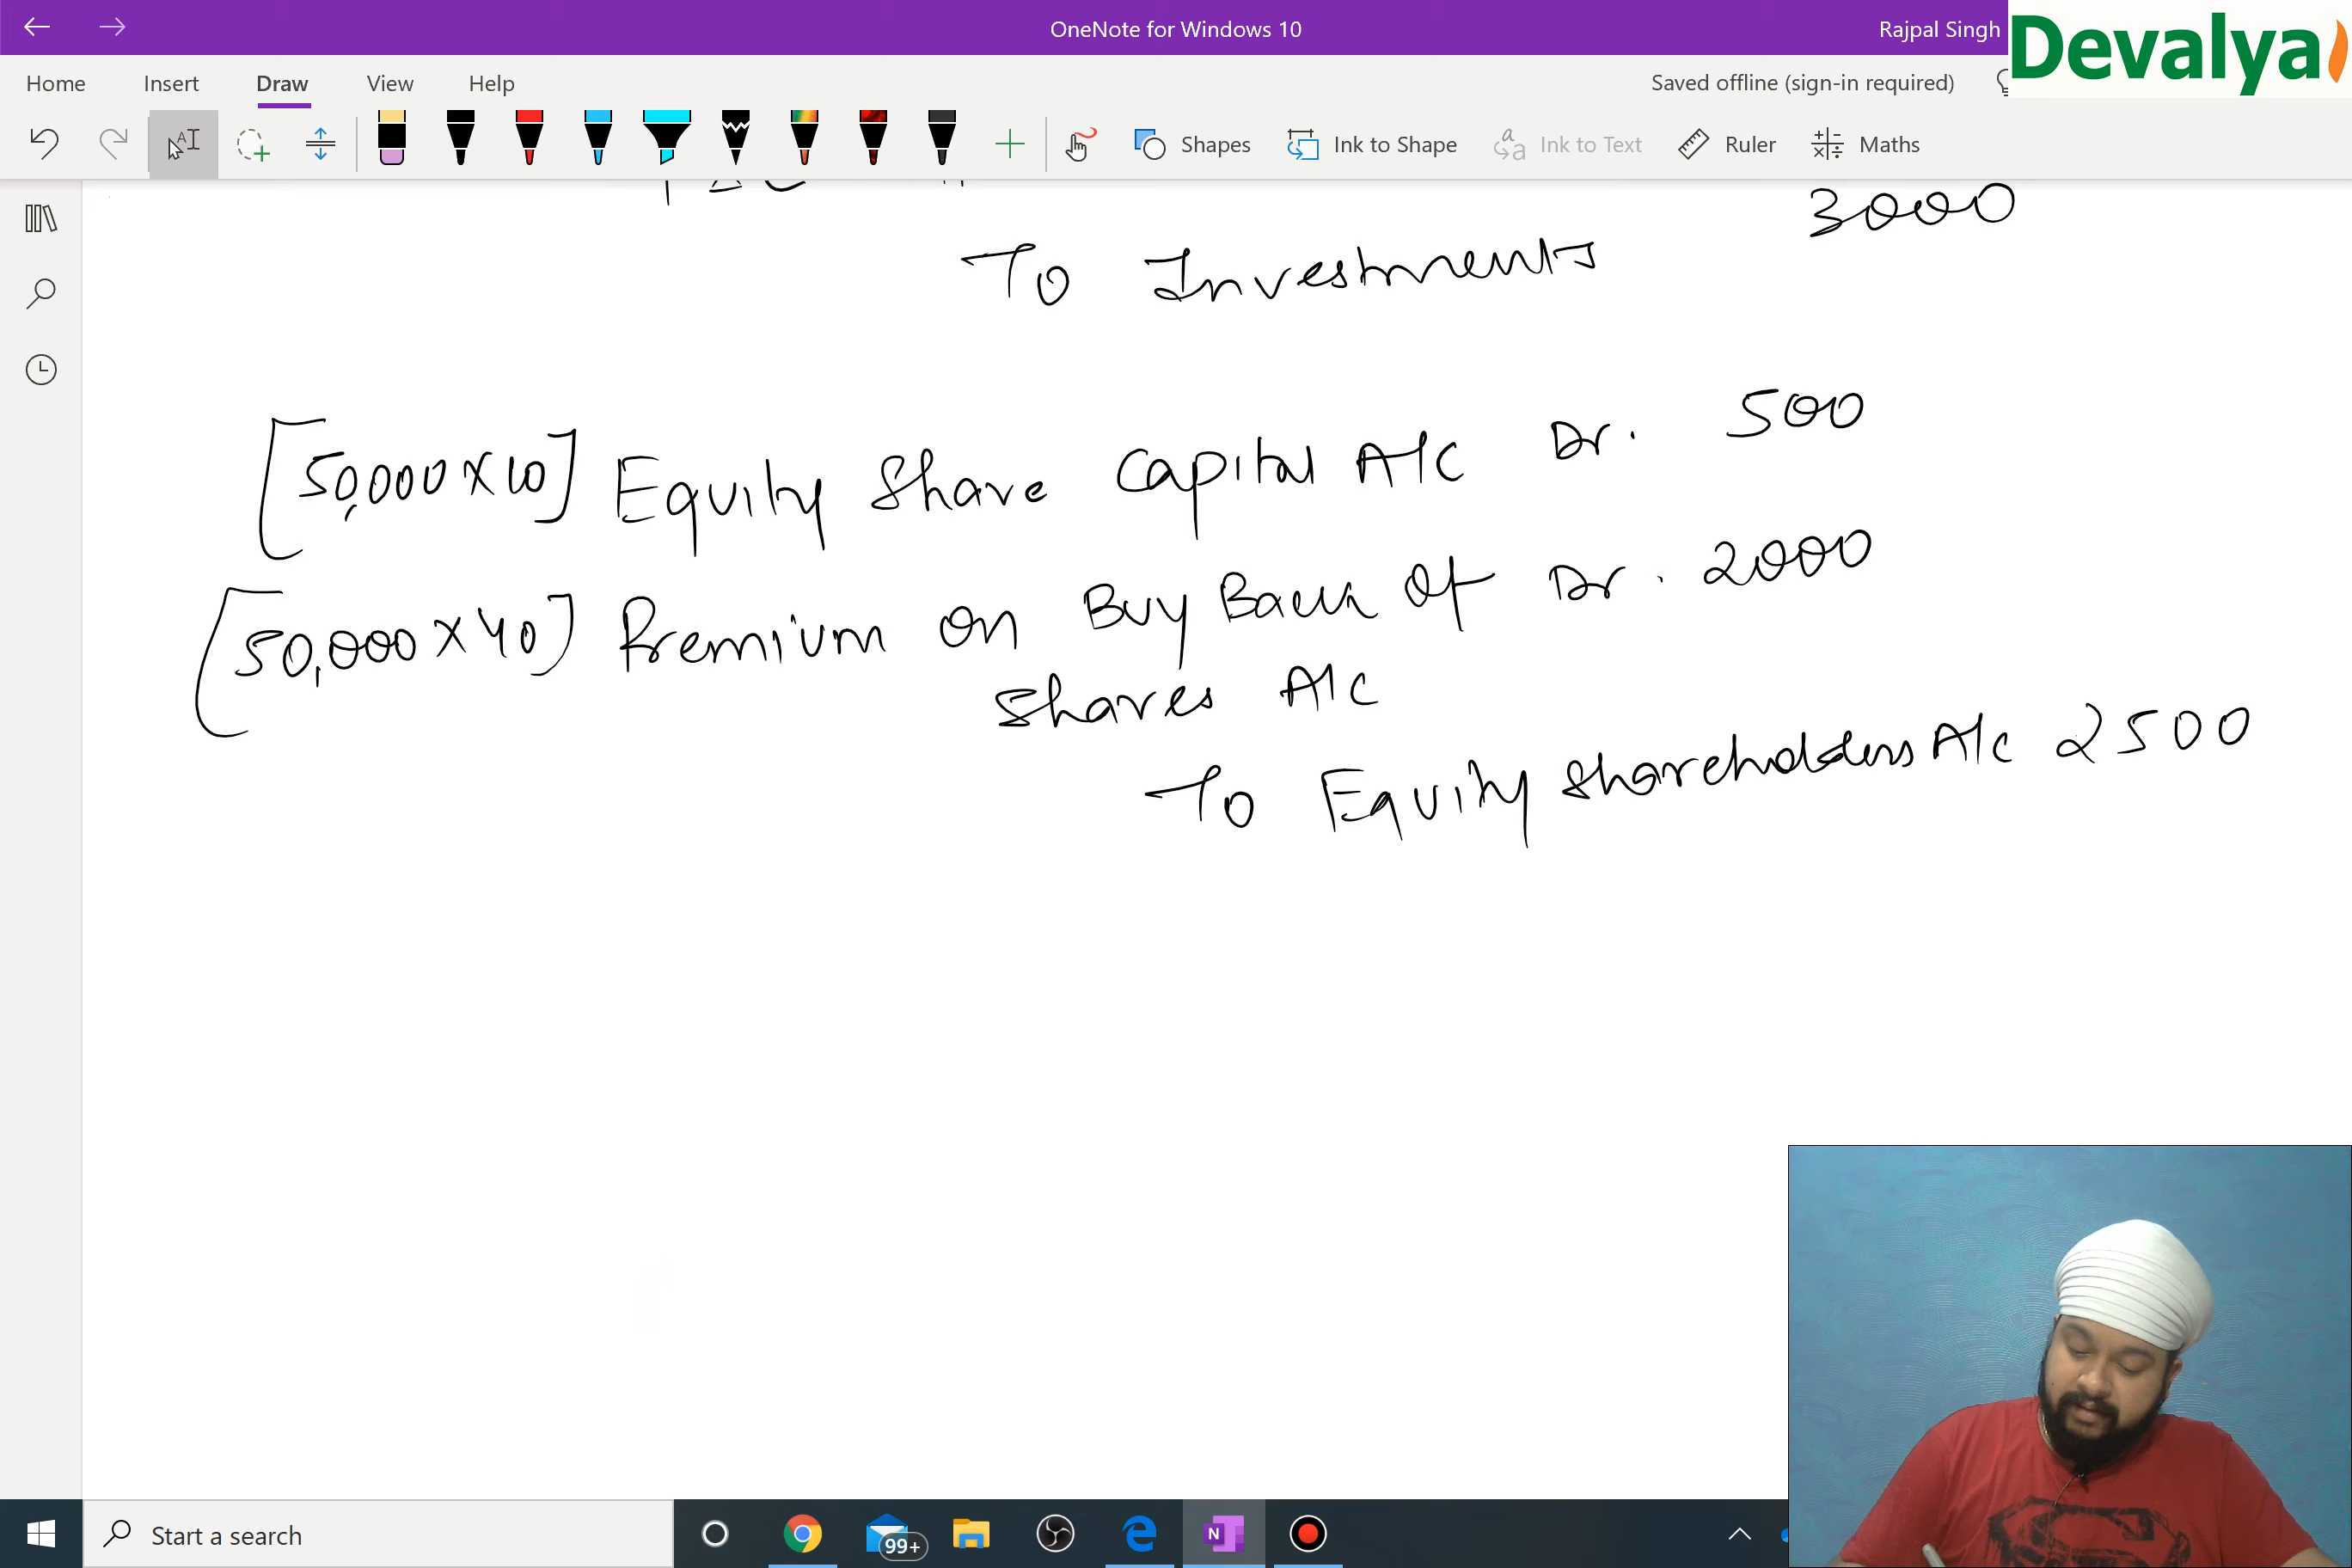 OneNote for Windows 10
Rajpal Singh
Devalya
Home Insert Draw View Help
Saved offline (sign-in required)
Shapes Ink to Shape Ink to Text Ruler Maths
3000
To Investments
[50,000 × 10] Equity Share Capital A/c Dr. 500
[50,000 × 40] Premium on Buy Back of Dr. 2000
Shares A/c
To Equity Shareholders A/c 2500
Start a search
99+